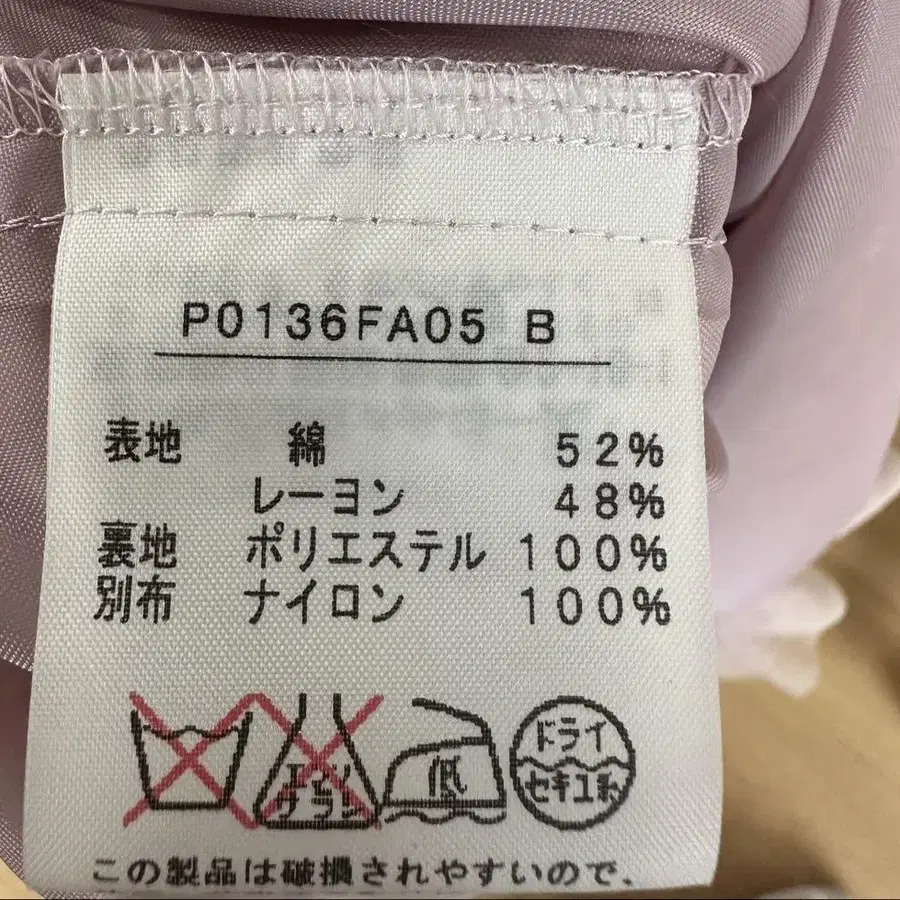 P0136FA05 B
表地 綿 52%
レーヨン 48%
裏地 ポリエステル 100%
別布 ナイロン 100%
エンソ
サラシ
低
ドライ
セキユ系
この製品は破損されやすいので、